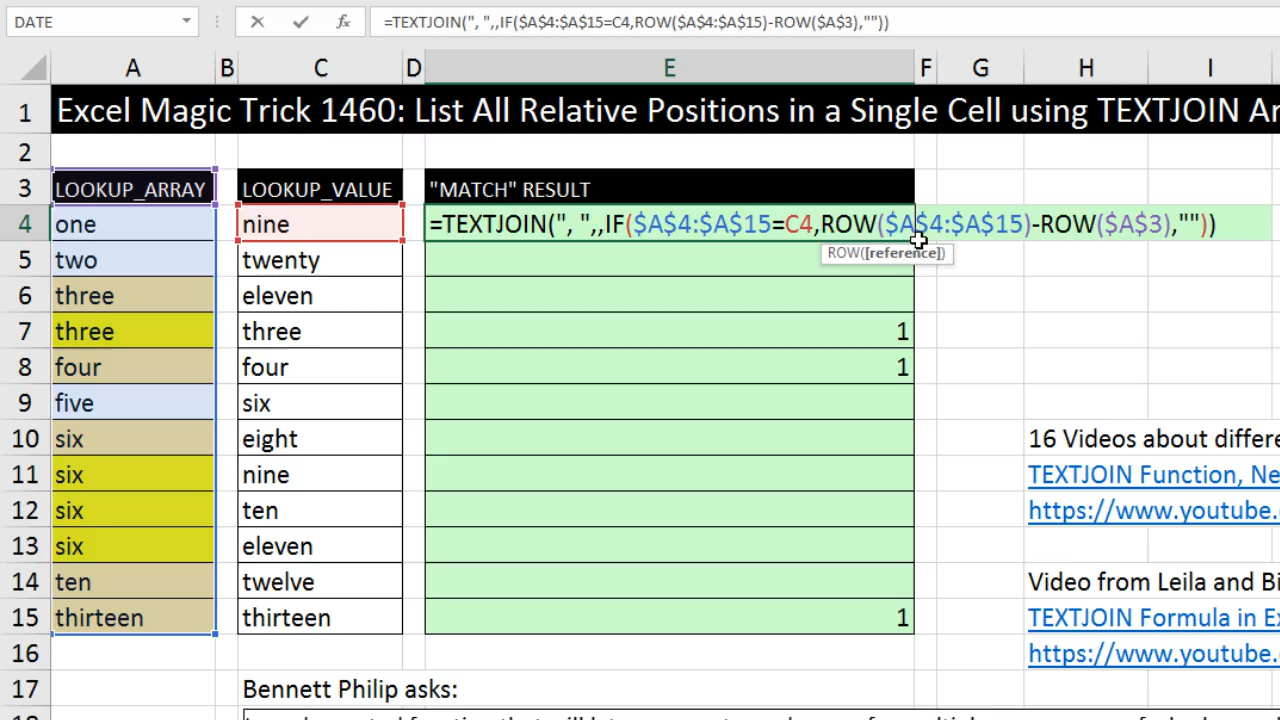 DATE =TEXTJOIN(", ",,IF($A$4:$A$15=C4,ROW($A$4:$A$15)-ROW($A$3),""))
A B C D E F G H I
1 Excel Magic Trick 1460: List All Relative Positions in a Single Cell using TEXTJOIN
2
3 LOOKUP_ARRAY LOOKUP_VALUE "MATCH" RESULT
4 one nine =TEXTJOIN(", ",,IF($A$4:$A$15=C4,ROW($A$4:$A$15)-ROW($A$3),""))
5 two twenty ROW([reference])
6 three eleven
7 three three 1
8 four four 1
9 five six
10 six eight 16 Videos about
11 six nine TEXTJOIN Function,
12 six ten https://www.youtube.
13 six eleven
14 ten twelve Video from Leila and
15 thirteen thirteen 1 TEXTJOIN Formula in
16 https://www.youtube.
17 Bennett Philip asks: